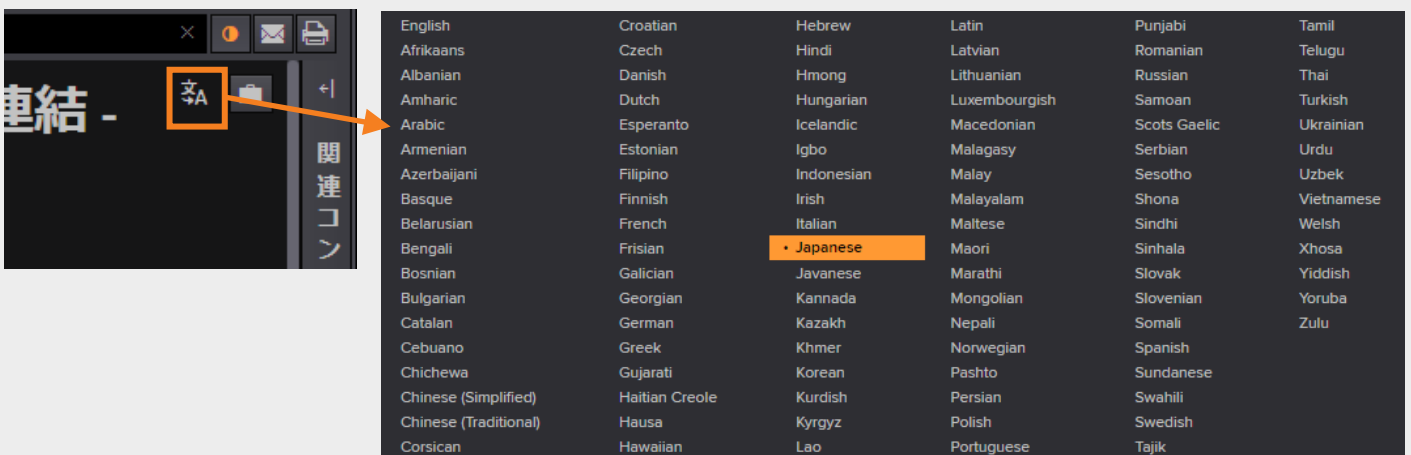 連結 -
関連コン
English
Afrikaans
Albanian
Amharic
Arabic
Armenian
Azerbaijani
Basque
Belarusian
Bengali
Bosnian
Bulgarian
Catalan
Cebuano
Chichewa
Chinese (Simplified)
Chinese (Traditional)
Corsican
Croatian
Czech
Danish
Dutch
Esperanto
Estonian
Filipino
Finnish
French
Frisian
Galician
Georgian
German
Greek
Gujarati
Haitian Creole
Hausa
Hawaiian
Hebrew
Hindi
Hmong
Hungarian
Icelandic
Igbo
Indonesian
Irish
Italian
• Japanese
Javanese
Kannada
Kazakh
Khmer
Korean
Kurdish
Kyrgyz
Lao
Latin
Latvian
Lithuanian
Luxembourgish
Macedonian
Malagasy
Malay
Malayalam
Maltese
Maori
Marathi
Mongolian
Nepali
Norwegian
Pashto
Persian
Polish
Portuguese
Punjabi
Romanian
Russian
Samoan
Scots Gaelic
Serbian
Sesotho
Shona
Sindhi
Sinhala
Slovak
Slovenian
Somali
Spanish
Sundanese
Swahili
Swedish
Tajik
Tamil
Telugu
Thai
Turkish
Ukrainian
Urdu
Uzbek
Vietnamese
Welsh
Xhosa
Yiddish
Yoruba
Zulu